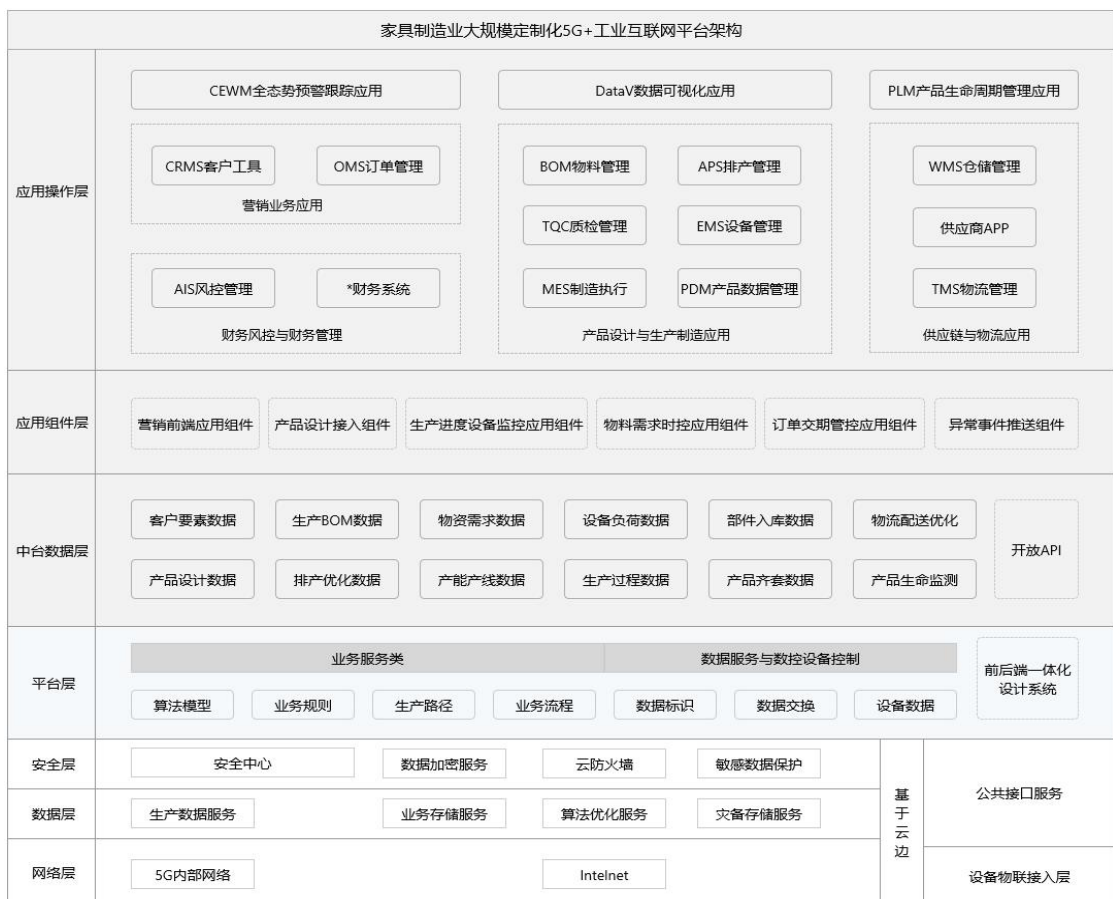 家具制造业大规模定制化5G+工业互联网平台架构
应用操作层
CEWM全态势预警跟踪应用
DataV数据可视化应用
PLM产品生命周期管理应用
CRMS客户工具
OMS订单管理
营销业务应用
AIS风控管理
*财务系统
财务风控与财务管理
BOM物料管理
APS排产管理
TQC质检管理
EMS设备管理
MES制造执行
PDM产品数据管理
产品设计与生产制造应用
WMS仓储管理
供应商APP
TMS物流管理
供应链与物流应用
应用组件层
营销前端应用组件
产品设计接入组件
生产进度设备监控应用组件
物料需求时控应用组件
订单交期管控应用组件
异常事件推送组件
中台数据层
客户要素数据
生产BOM数据
物资需求数据
设备负荷数据
部件入库数据
物流配送优化
产品设计数据
排产优化数据
产能产线数据
生产过程数据
产品齐套数据
产品生命监测
开放API
平台层
业务服务类
数据服务与数控设备控制
算法模型
业务规则
生产路径
业务流程
数据标识
数据交换
设备数据
前后端一体化
设计系统
安全层
安全中心
数据加密服务
云防火墙
敏感数据保护
数据层
生产数据服务
业务存储服务
算法优化服务
灾备存储服务
网络层
5G内部网络
Intelnet
基
于
云
边
公共接口服务
设备物联接入层